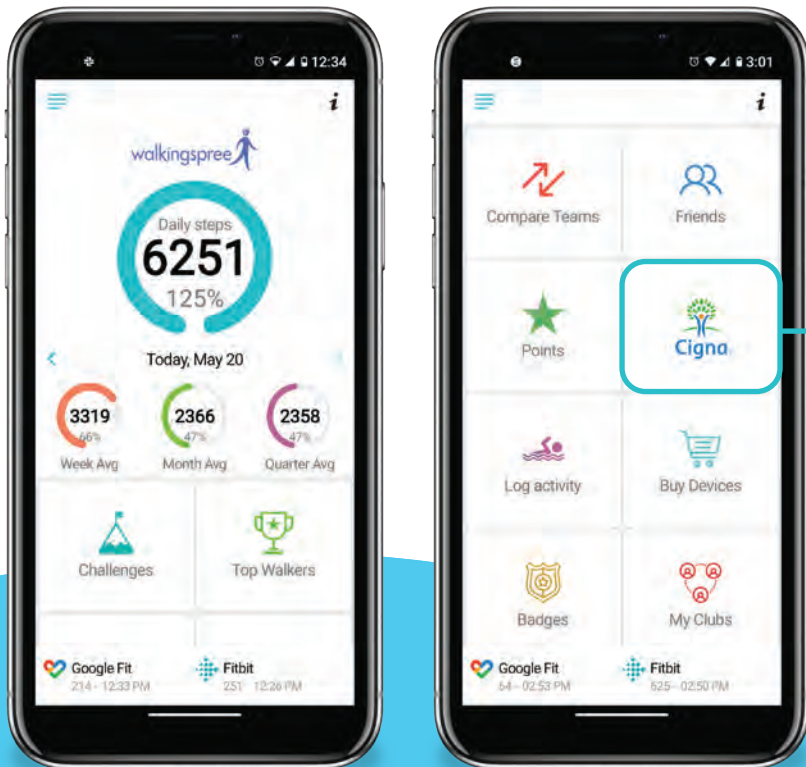 12:34
i
walkingspree
Daily steps
6251
125%
Today, May 20
3319
66%
Week Avg
2366
47%
Month Avg
2358
47%
Quarter Avg
Challenges
Top Walkers
Google Fit
214 - 12:33 PM
Fitbit
251 - 12:26 PM
3:01
i
Compare Teams
Friends
Points
Cigna
Log activity
Buy Devices
Badges
My Clubs
Google Fit
64 - 02:53 PM
Fitbit
625 - 02:50 PM